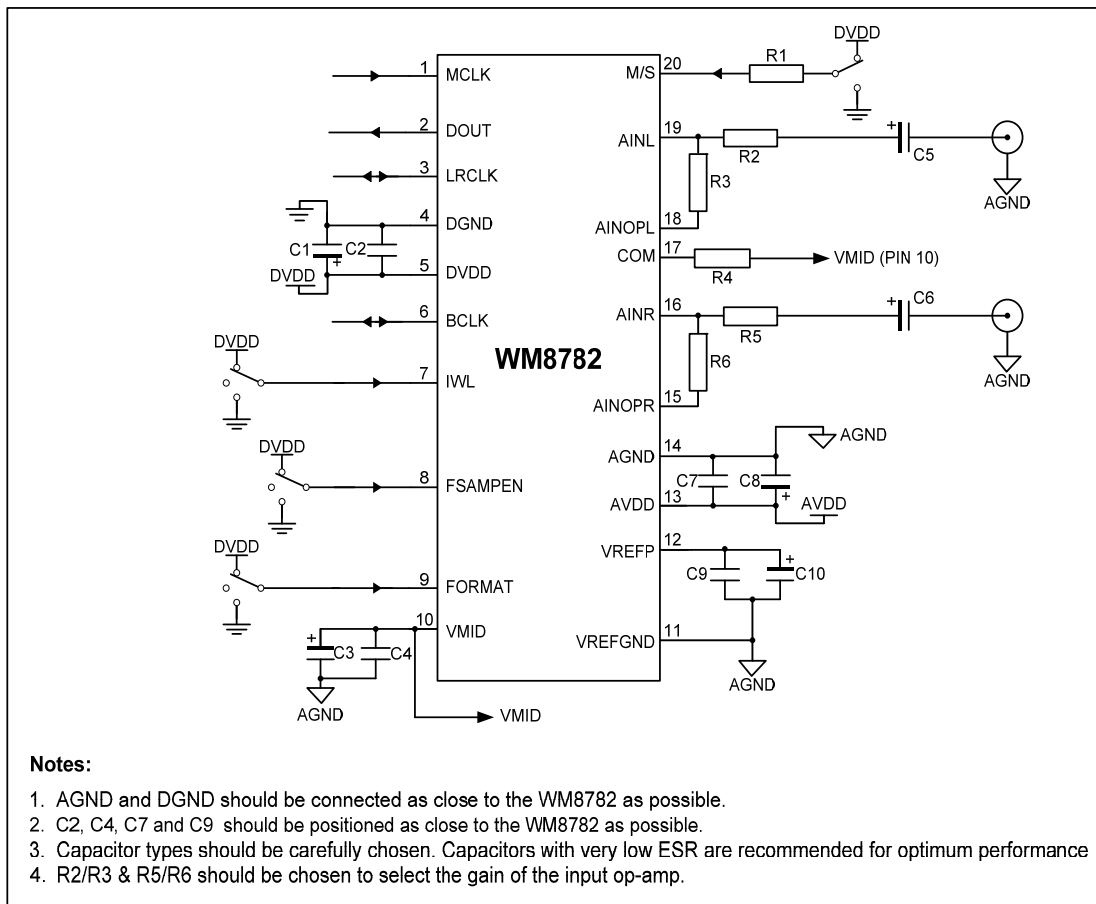 DVDD
1 MCLK
M/S 20
R1
2 DOUT
AINL 19
R2
+
C5
3 LRCLK
R3
AGND
4 DGND
AINOPL 18
C1
+
C2
COM 17
R4
VMID (PIN 10)
DVDD
5 DVDD
6 BCLK
AINR 16
R5
+
C6
WM8782
R6
AGND
DVDD
7 IWL
AINOPR 15
AGND 14
AGND
DVDD
8 FSAMPEN
C7
C8
+
AVDD 13
AVDD
DVDD
VREFP 12
C9
+
C10
9 FORMAT
10 VMID
VREFGND 11
+
C3
C4
AGND
AGND
VMID
Notes:
1. AGND and DGND should be connected as close to the WM8782 as possible.
2. C2, C4, C7 and C9 should be positioned as close to the WM8782 as possible.
3. Capacitor types should be carefully chosen. Capacitors with very low ESR are recommended for optimum performance
4. R2/R3 & R5/R6 should be chosen to select the gain of the input op-amp.